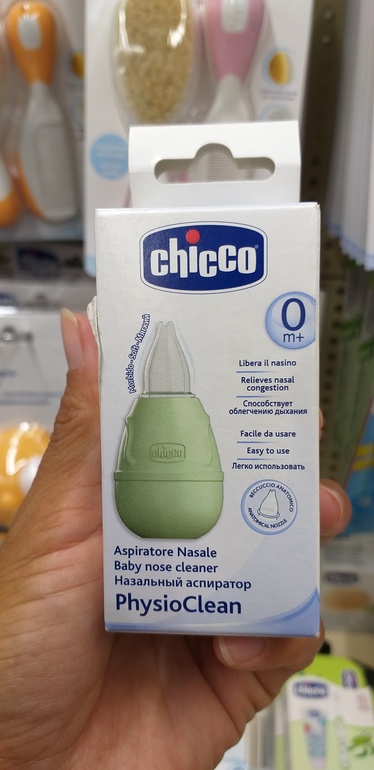 chicco
0
m+
Morbido-Soft-Мягкий
Libera il nasino
Relieves nasal
congestion
Способствует
облегчению дыхания
chicco
Facile da usare
Easy to use
Легко использовать
BECCUCCIO ANATOMICO
ANATOMICAL NOZZLE
Aspiratore Nasale
Baby nose cleaner
Назальный аспиратор
PhysioClean
chicco